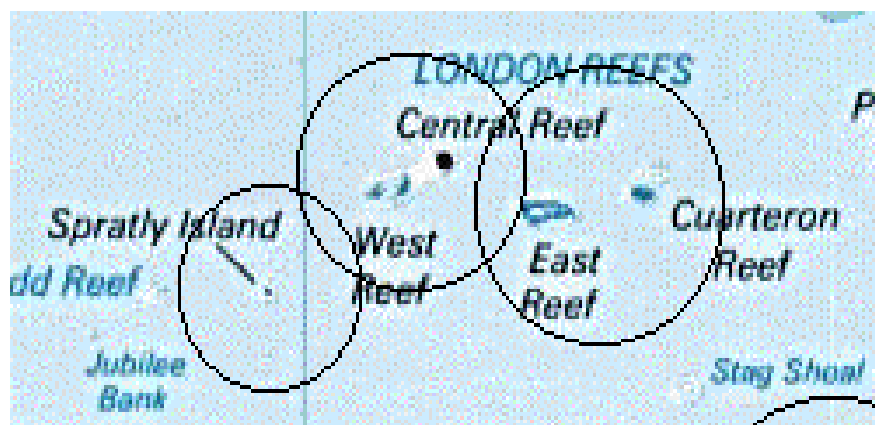 LONDON REEFS
Central Reef
P
Spratly Island
West
Reef
Cuarteron
Reef
East
Reef
dd Reef
Jubilee
Bank
Stag Shoal